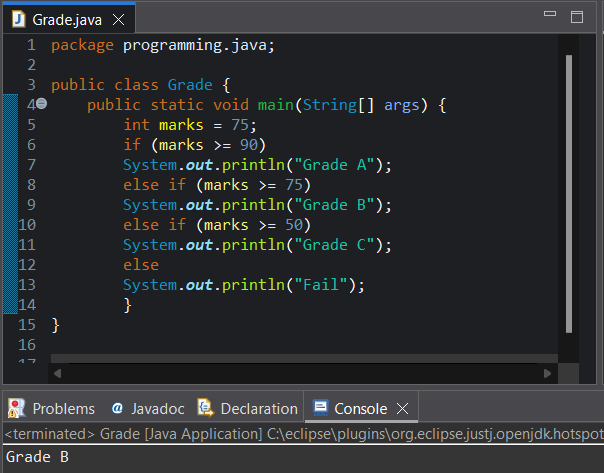 Grade.java
1 package programming.java;
2
3 public class Grade {
4 public static void main(String[] args) {
5 int marks = 75;
6 if (marks >= 90)
7 System.out.println("Grade A");
8 else if (marks >= 75)
9 System.out.println("Grade B");
10 else if (marks >= 50)
11 System.out.println("Grade C");
12 else
13 System.out.println("Fail");
14 }
15 }
16
17
Problems @ Javadoc Declaration Console
<terminated> Grade [Java Application] C:\eclipse\plugins\org.eclipse.justj.openjdk.hotspot
Grade B